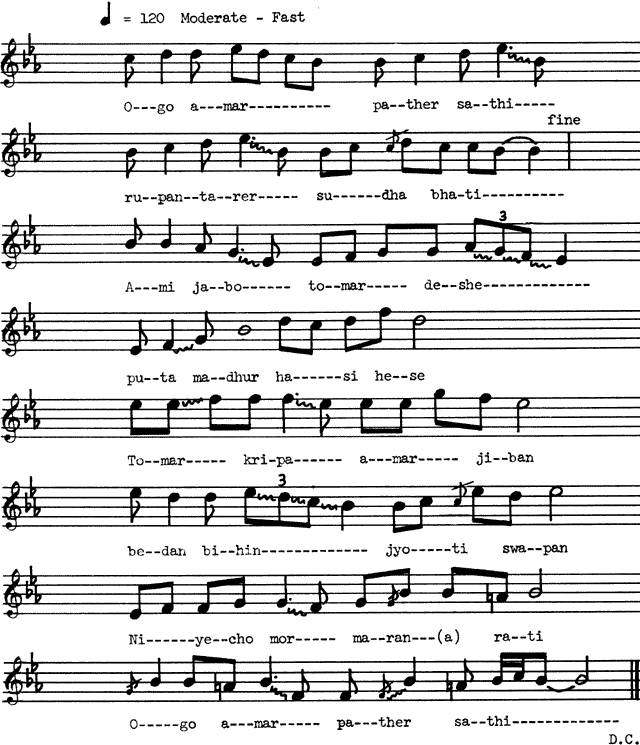 ♩ = 120 Moderate - Fast
O---go a--mar---------- pa--ther sa--thi-----
fine
ru--pan--ta--rer----- su------dha bha-ti-----------
3
A---mi ja--bo------ to--mar----- de--she-------------
pu--ta ma--dhur ha------si he--se
To--mar----- kri-pa------ a--mar----- ji--ban
3
be--dan bi--hin-------------- jyo------ti swa--pan
Ni------ye--cho mor----- ma--ran---(a) ra--ti
O-----go a--mar----- pa---ther sa--thi-------------
D.C.